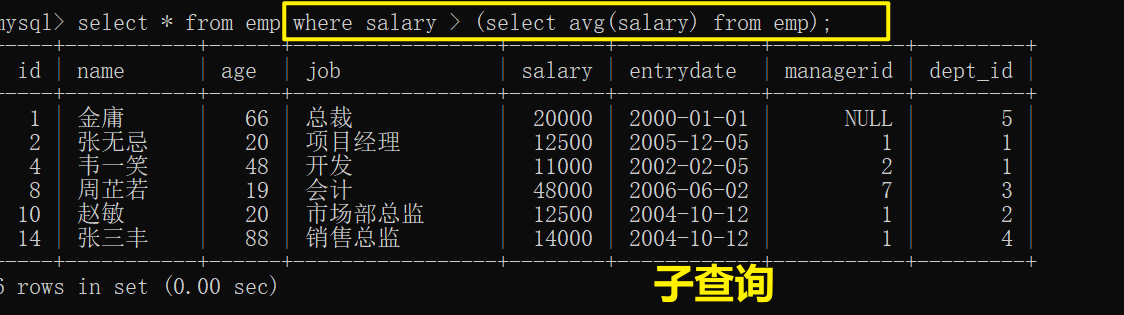 mysql> select * from emp where salary > (select avg(salary) from emp);
id | name | age | job | salary | entrydate | managerid | dept_id |
1 | 金庸 | 66 | 总裁 | 20000 | 2000-01-01 | NULL | 5 |
2 | 张无忌 | 20 | 项目经理 | 12500 | 2005-12-05 | 1 | 1 |
4 | 韦一笑 | 48 | 开发 | 11000 | 2002-02-05 | 2 | 1 |
8 | 周芷若 | 19 | 会计 | 48000 | 2006-06-02 | 7 | 3 |
10 | 赵敏 | 20 | 市场部总监 | 12500 | 2004-10-12 | 1 | 2 |
14 | 张三丰 | 88 | 销售总监 | 14000 | 2004-10-12 | 1 | 4 |
6 rows in set (0.00 sec)
子查询